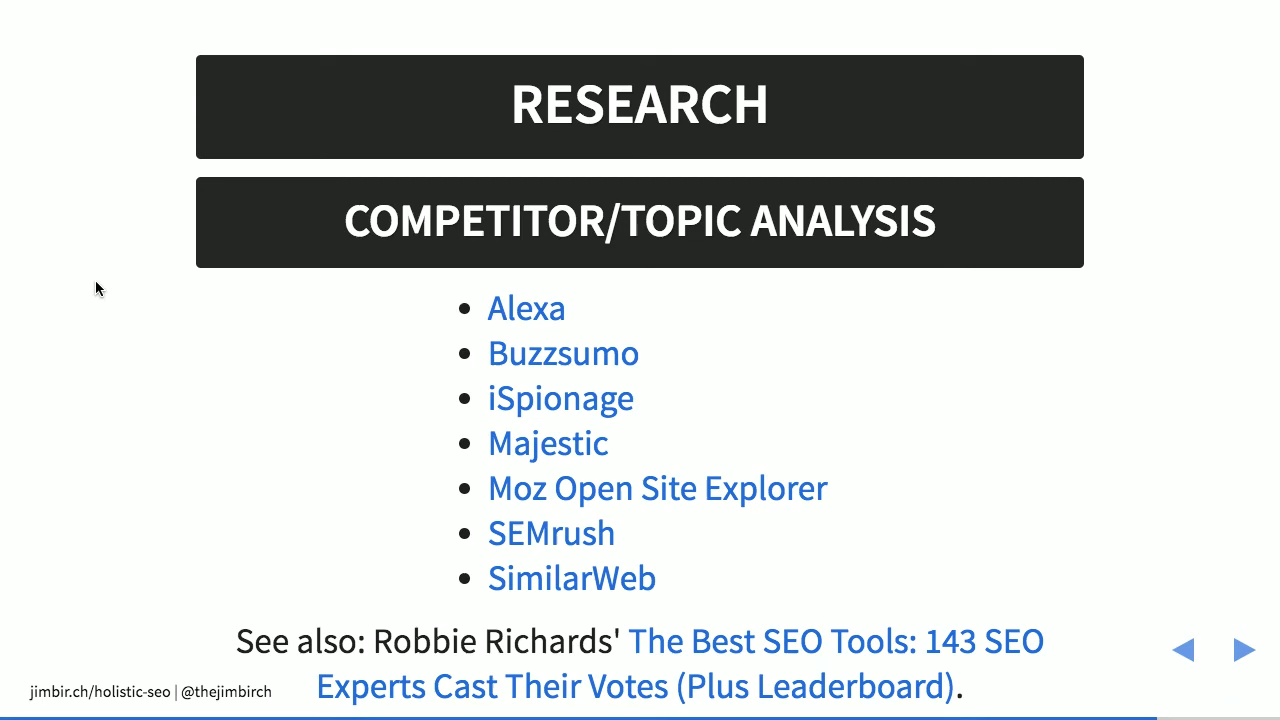 RESEARCH
COMPETITOR/TOPIC ANALYSIS
Alexa
Buzzsumo
iSpionage
Majestic
Moz Open Site Explorer
SEMrush
SimilarWeb
See also: Robbie Richards' The Best SEO Tools: 143 SEO
Experts Cast Their Votes (Plus Leaderboard).
jimbir.ch/holistic-seo | @thejimbirch